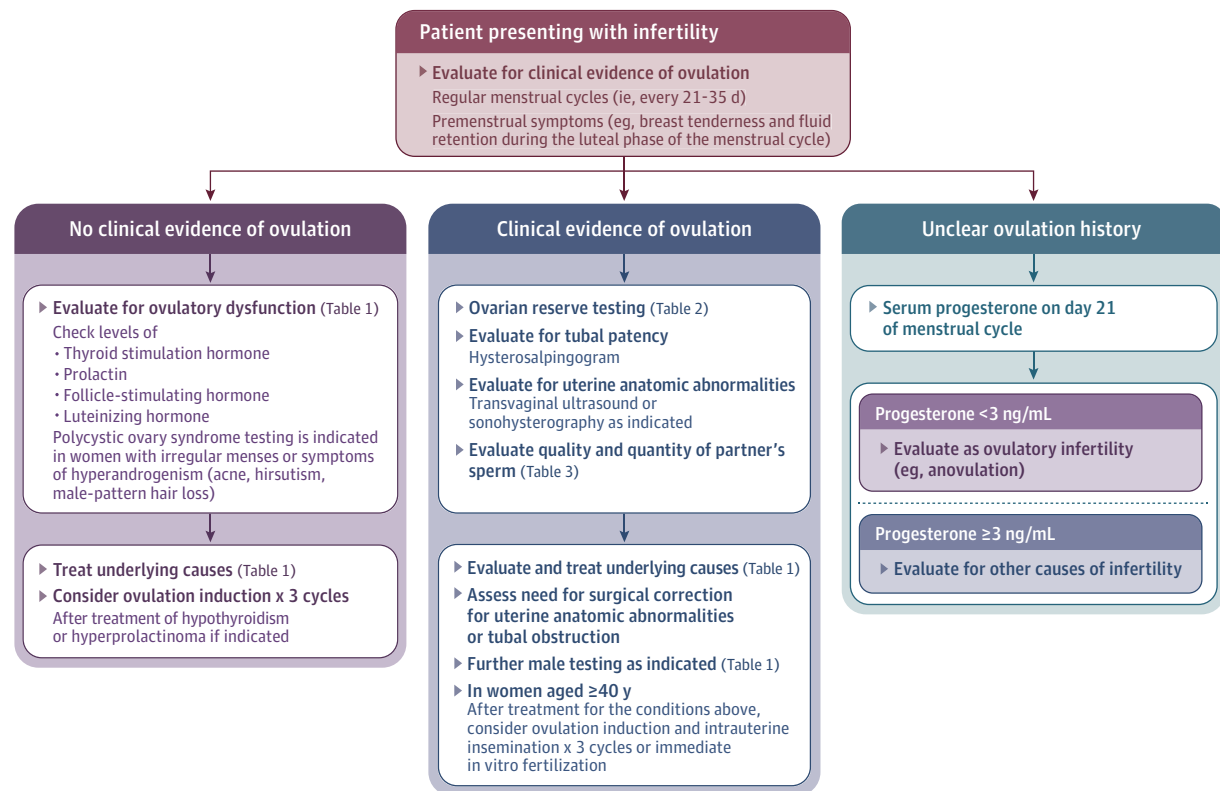 Patient presenting with infertility
Evaluate for clinical evidence of ovulation
Regular menstrual cycles (ie, every 21-35 d)
Premenstrual symptoms (eg, breast tenderness and fluid
retention during the luteal phase of the menstrual cycle)
No clinical evidence of ovulation
Evaluate for ovulatory dysfunction (Table 1)
Check levels of
• Thyroid stimulation hormone
• Prolactin
• Follicle-stimulating hormone
• Luteinizing hormone
Polycystic ovary syndrome testing is indicated
in women with irregular menses or symptoms
of hyperandrogenism (acne, hirsutism,
male-pattern hair loss)
Treat underlying causes (Table 1)
Consider ovulation induction x 3 cycles
After treatment of hypothyroidism
or hyperprolactinoma if indicated
Clinical evidence of ovulation
Ovarian reserve testing (Table 2)
Evaluate for tubal patency
Hysterosalpingogram
Evaluate for uterine anatomic abnormalities
Transvaginal ultrasound or
sonohysterography as indicated
Evaluate quality and quantity of partner's
sperm (Table 3)
Evaluate and treat underlying causes (Table 1)
Assess need for surgical correction
for uterine anatomic abnormalities
or tubal obstruction
Further male testing as indicated (Table 1)
In women aged ≥40 y
After treatment for the conditions above,
consider ovulation induction and intrauterine
insemination x 3 cycles or immediate
in vitro fertilization
Unclear ovulation history
Serum progesterone on day 21
of menstrual cycle
Progesterone <3 ng/mL
Evaluate as ovulatory infertility
(eg, anovulation)
Progesterone ≥3 ng/mL
Evaluate for other causes of infertility